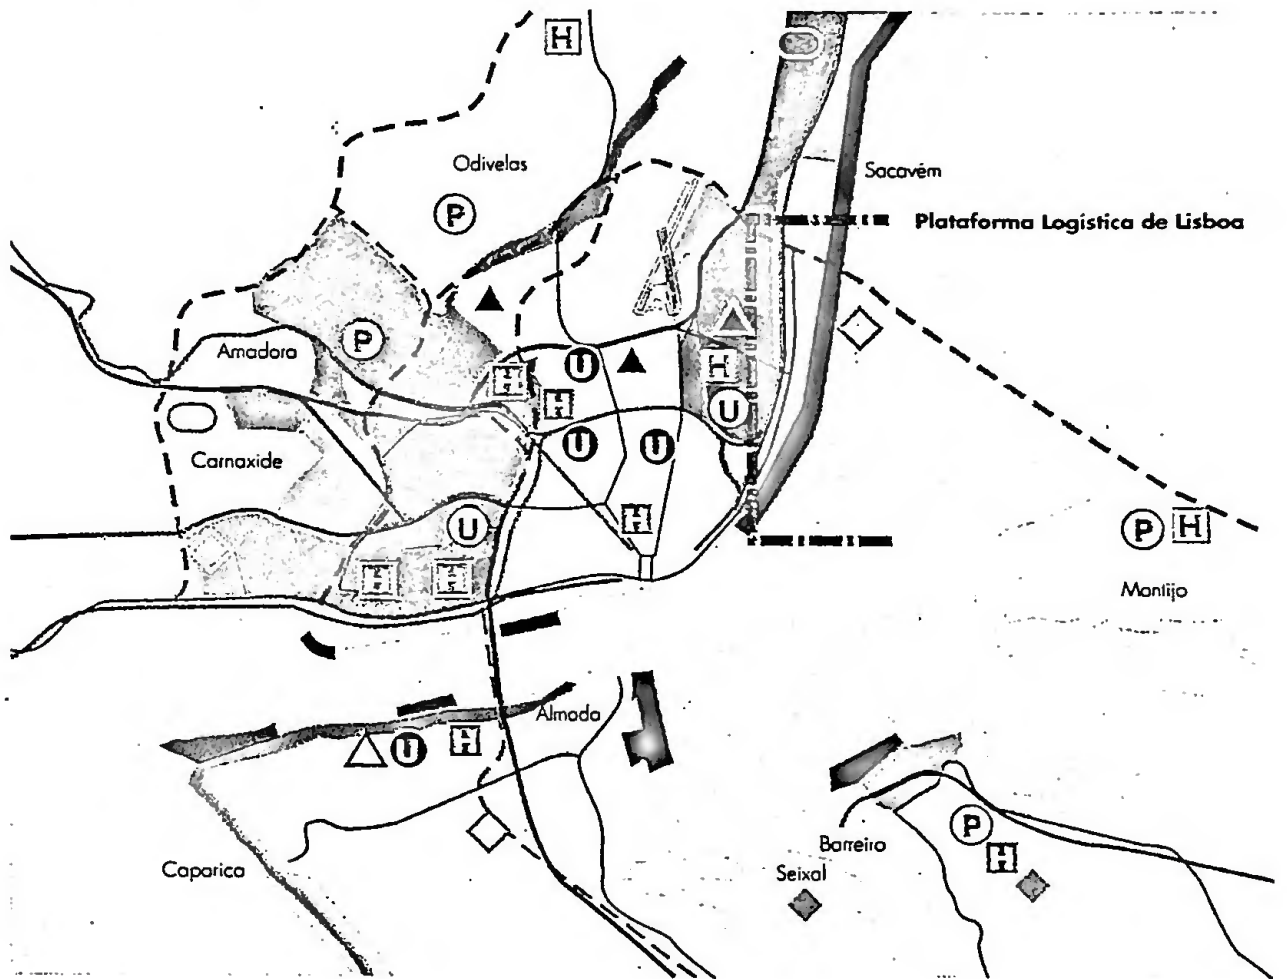 H
Odivelas
P
Sacavém
Plataforma Logística de Lisboa
P
Amadora
U
H
H
H
U
Carnaxide
U
U
H
U
P
H
H
H
Montijo
Almada
U
H
P
Barreiro
H
Caparica
Seixal